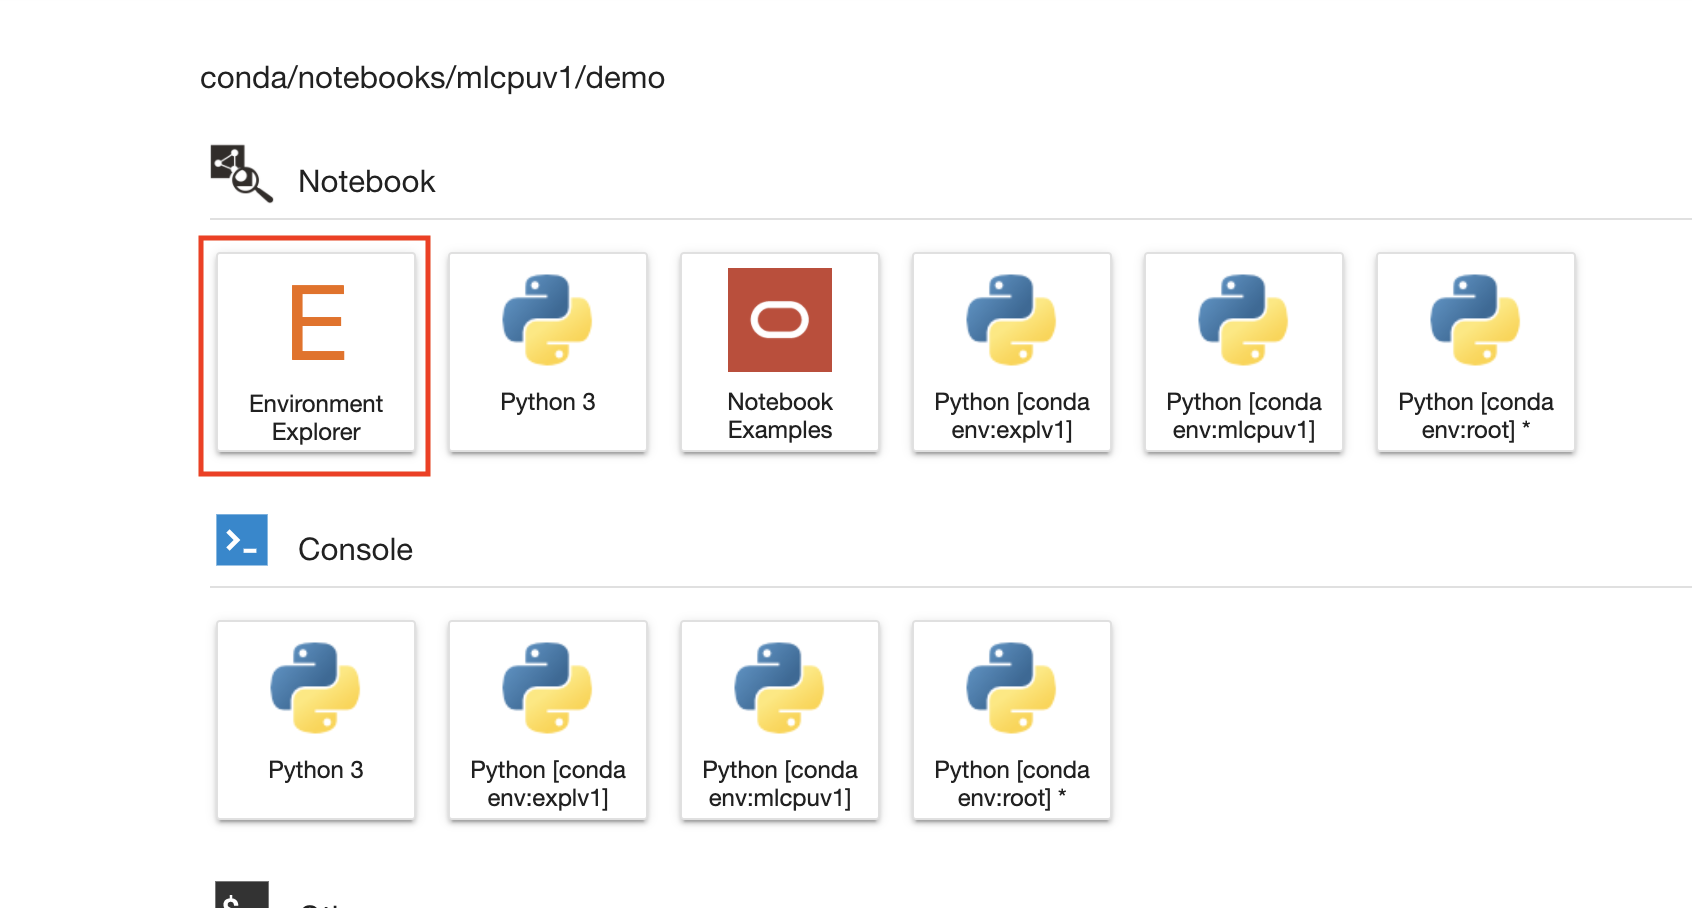 conda/notebooks/mlcpuv1/demo
Notebook
E
Environment
Explorer
Python 3
Notebook
Examples
Python [conda
env:explv1]
Python [conda
env:mlcpuv1]
Python [conda
env:root] *
Console
Python 3
Python [conda
env:explv1]
Python [conda
env:mlcpuv1]
Python [conda
env:root] *